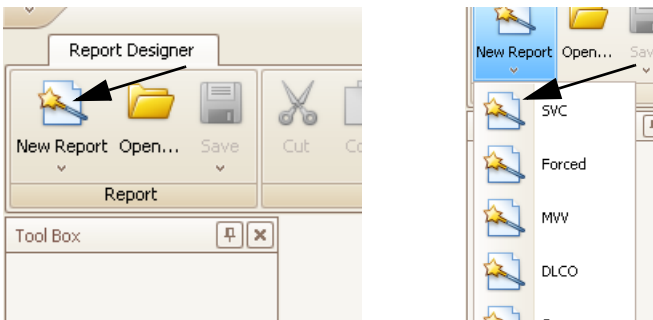 Report Designer
New Report Open... Save
Cut
Report
Tool Box
New Report Open...
SVC
Forced
MVV
DLCO